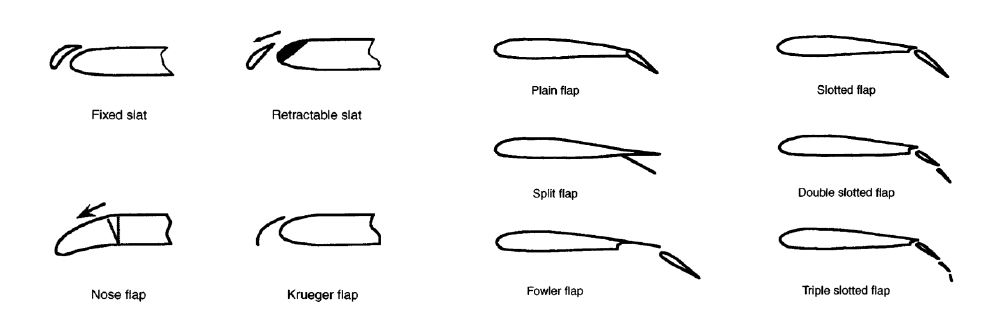 Fixed slat
Retractable slat
Plain flap
Slotted flap
Split flap
Double slotted flap
Nose flap
Krueger flap
Fowler flap
Triple slotted flap